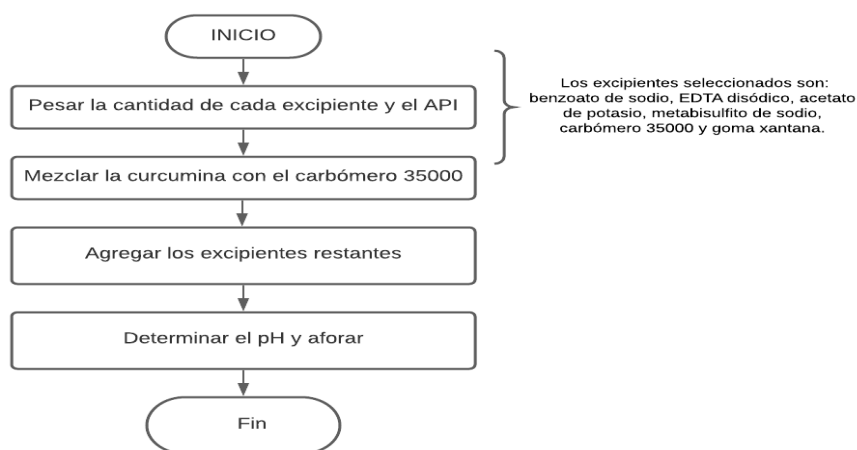 INICIO
Pesar la cantidad de cada excipiente y el API
Mezclar la curcumina con el carbómero 35000
Agregar los excipientes restantes
Determinar el pH y aforar
Fin
Los excipientes seleccionados son:
benzoato de sodio, EDTA disódico, acetato
de potasio, metabisulfito de sodio,
carbómero 35000 y goma xantana.